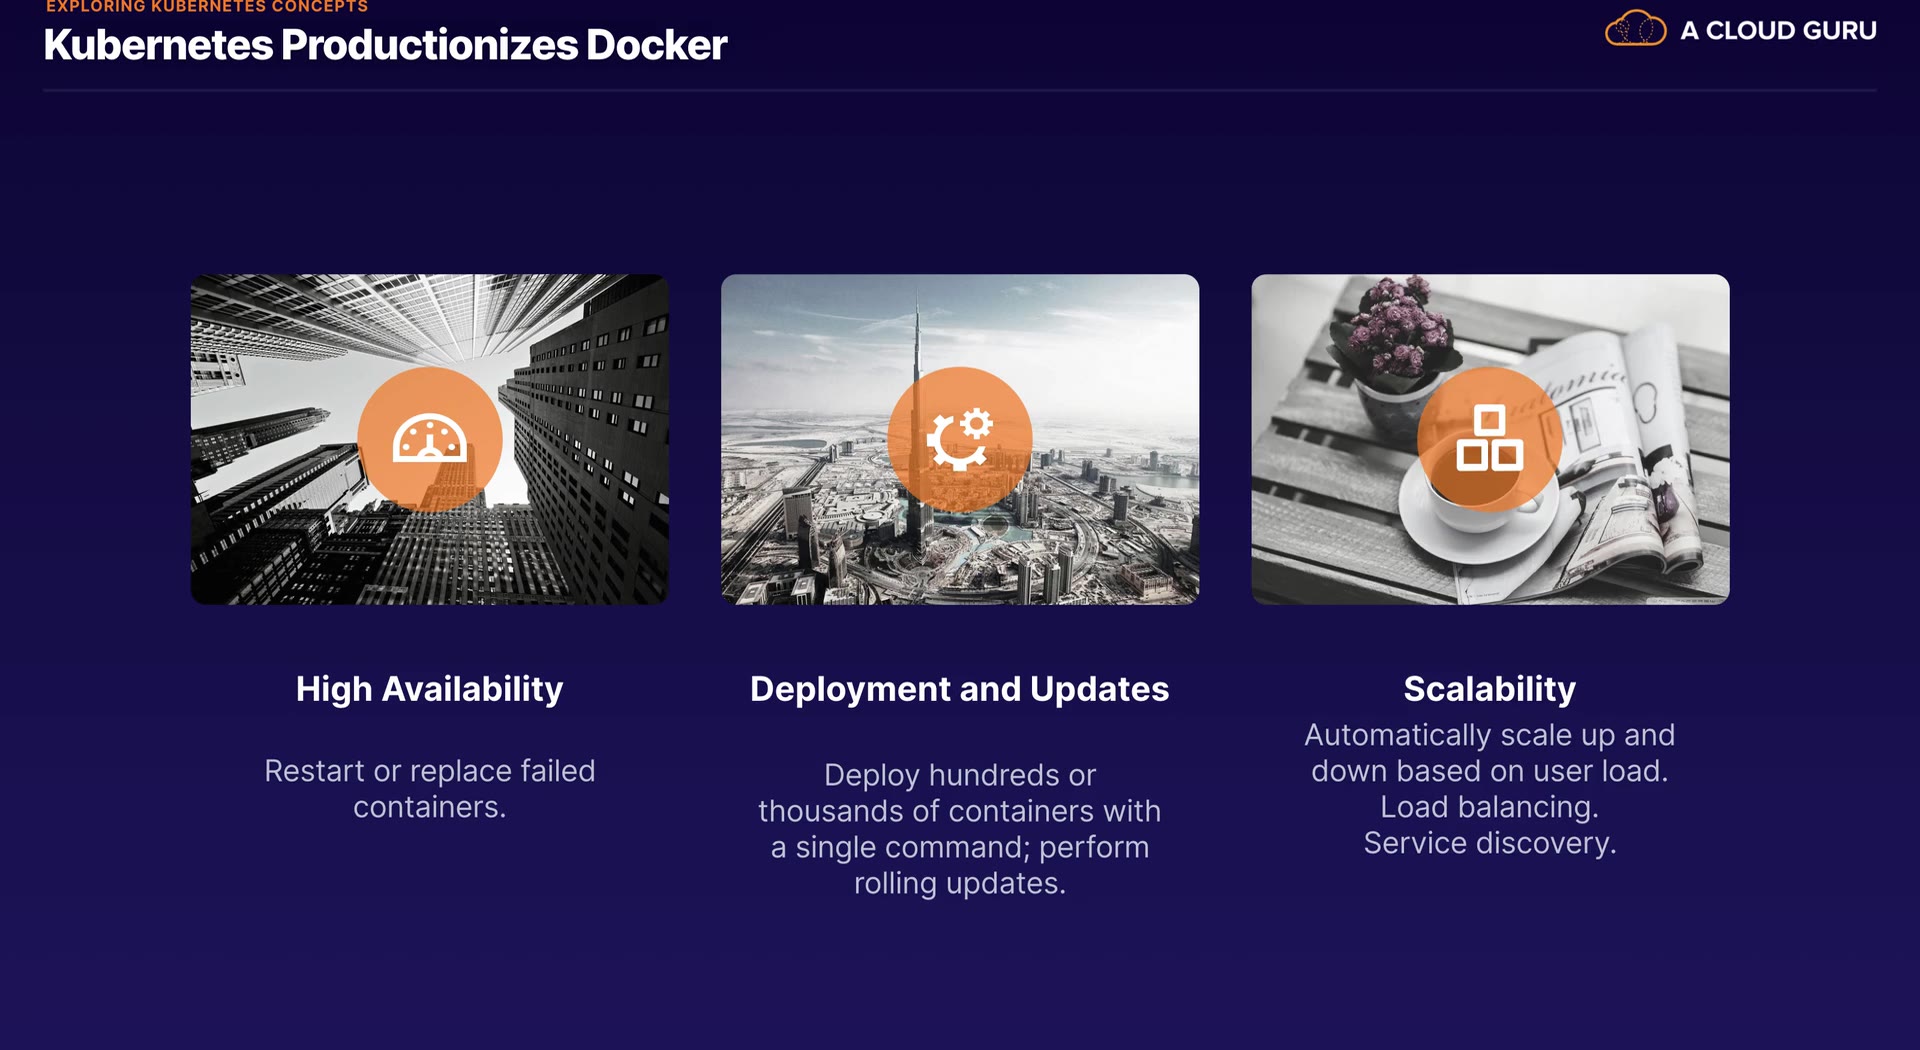 EXPLORING KUBERNETES CONCEPTS
Kubernetes Productionizes Docker
A CLOUD GURU
High Availability
Restart or replace failed
containers.
Deployment and Updates
Deploy hundreds or
thousands of containers with
a single command; perform
rolling updates.
Scalability
Automatically scale up and
down based on user load.
Load balancing.
Service discovery.